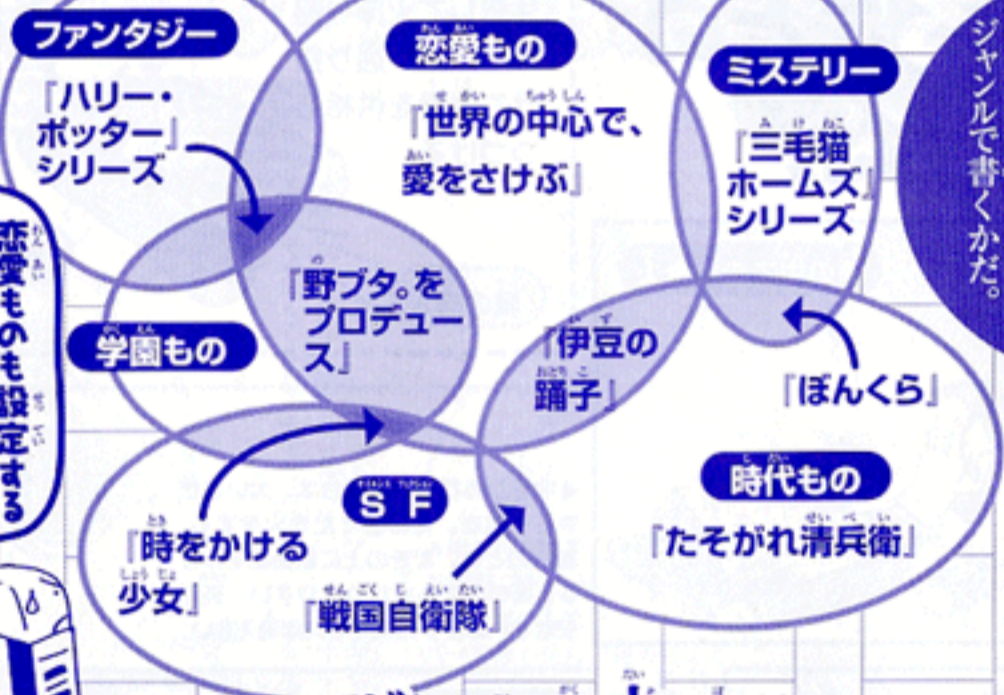 ファンタジー
『ハリー・
ポッター』
シリーズ
恋愛もの
『世界の中心で、
愛をさけぶ』
ミステリー
『三毛猫
ホームズ』
シリーズ
ジャンルで書くかだ。
恋愛ものも設定する
学園もの
『野ブタ。を
プロデュー
ス』
『伊豆の
踊子』
『ぼんくら』
時代もの
『たそがれ清兵衛』
SF
『時をかける
少女』
『戦国自衛隊』